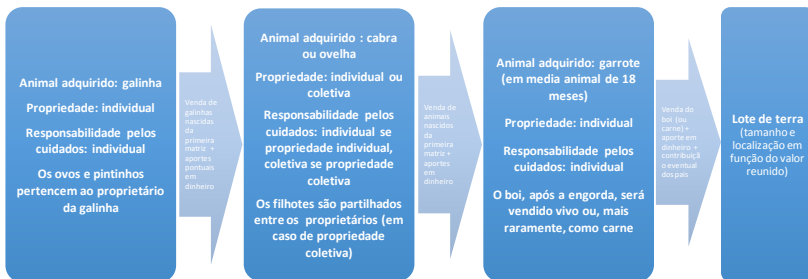 Animal adquirido: galinha
Propriedade: individual
Responsabilidade pelos
cuidados: individual
Os ovos e pintinhos
pertencem ao proprietário
da galinha
Venda de
galinhas
nascidas
da
primeira
matriz +
aportes
pontuais
em
dinheiro
Animal adquirido : cabra
ou ovelha
Propriedade: individual ou
coletiva
Responsabilidade pelos
cuidados: individual se
propriedade individual,
coletiva se propriedade
coletiva
Os filhotes são partilhados
entre os proprietários (em
caso de propriedade
coletiva)
Venda de
animais
nascidos
da
primeira
matriz +
aportes
em
dinheiro
Animal adquirido: garrote
(em media animal de 18
meses)
Propriedade: individual
Responsabilidade pelos
cuidados: individual
O boi, após a engorda, será
vendido vivo ou, mais
raramente, como carne
Venda do
boi (ou
carne) +
aporte em
dinheiro +
contribuiçã
o eventual
dos pais
Lote de terra
(tamanho e
localização em
função do valor
reunido)